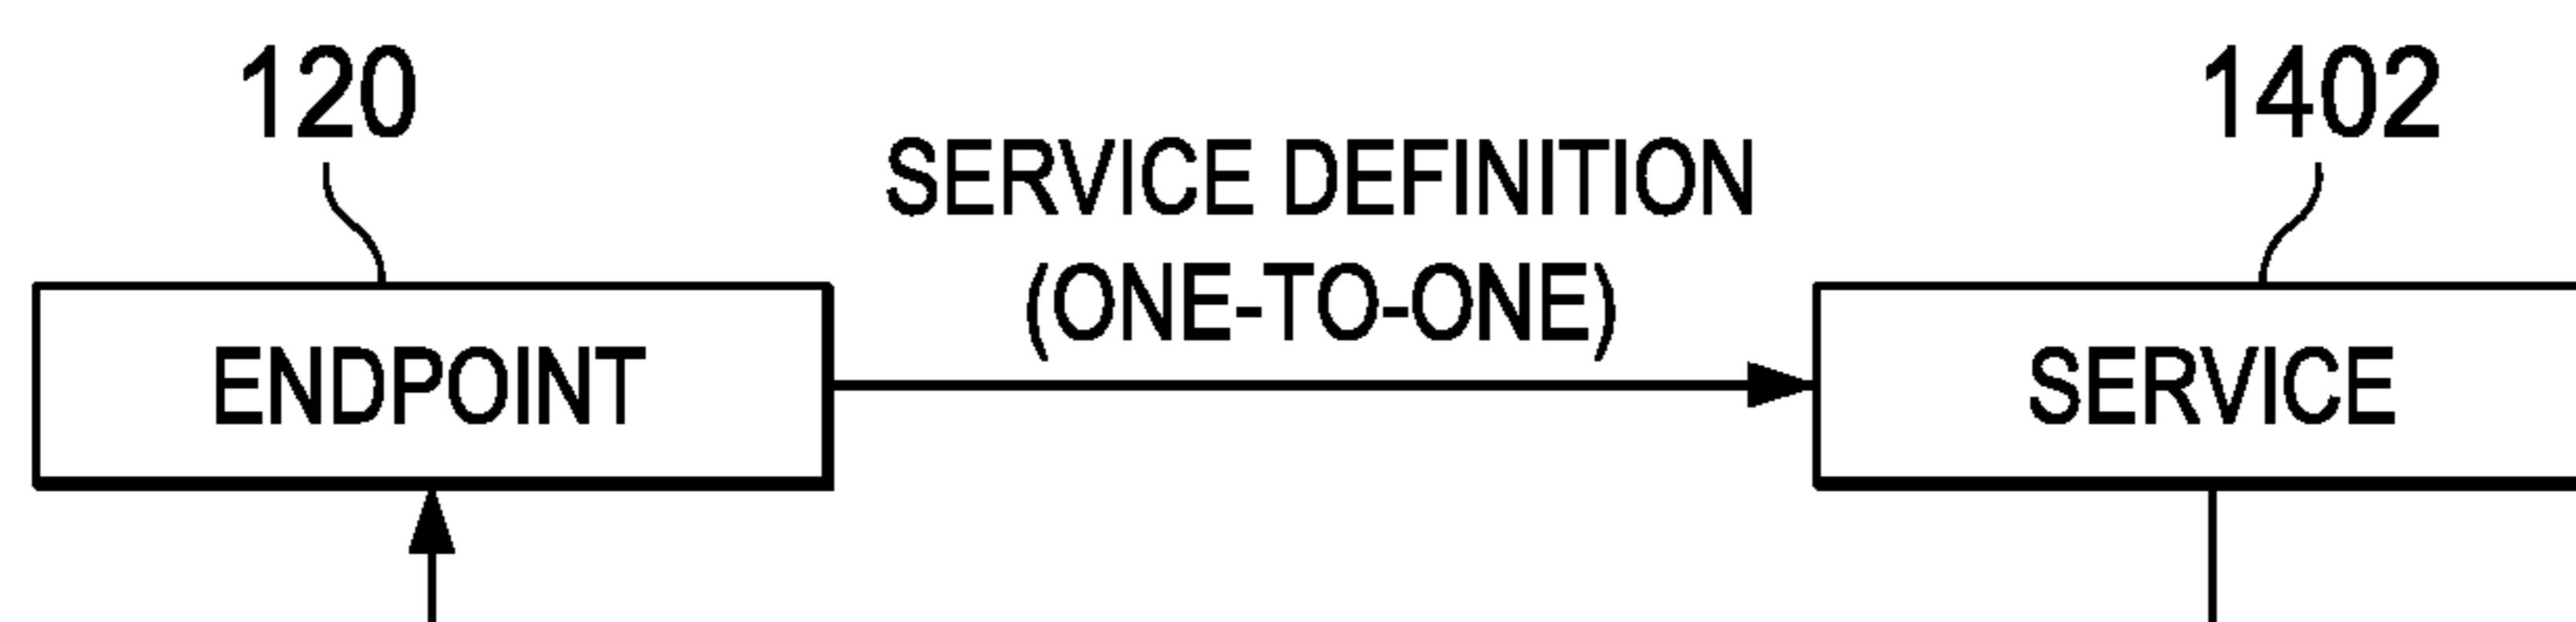 120
1402
SERVICE DEFINITION
(ONE-TO-ONE)
ENDPOINT
SERVICE